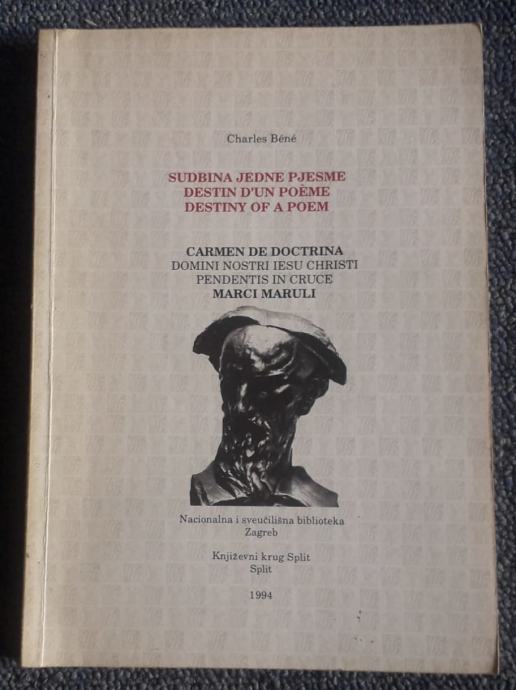 Charles Béné
SUDBINA JEDNE PJESME
DESTIN D'UN POÈME
DESTINY OF A POEM
CARMEN DE DOCTRINA
DOMINI NOSTRI IESU CHRISTI
PENDENTIS IN CRUCE
MARCI MARULI
Nacionalna i sveučilišna biblioteka
Zagreb
Književni krug Split
Split
1994